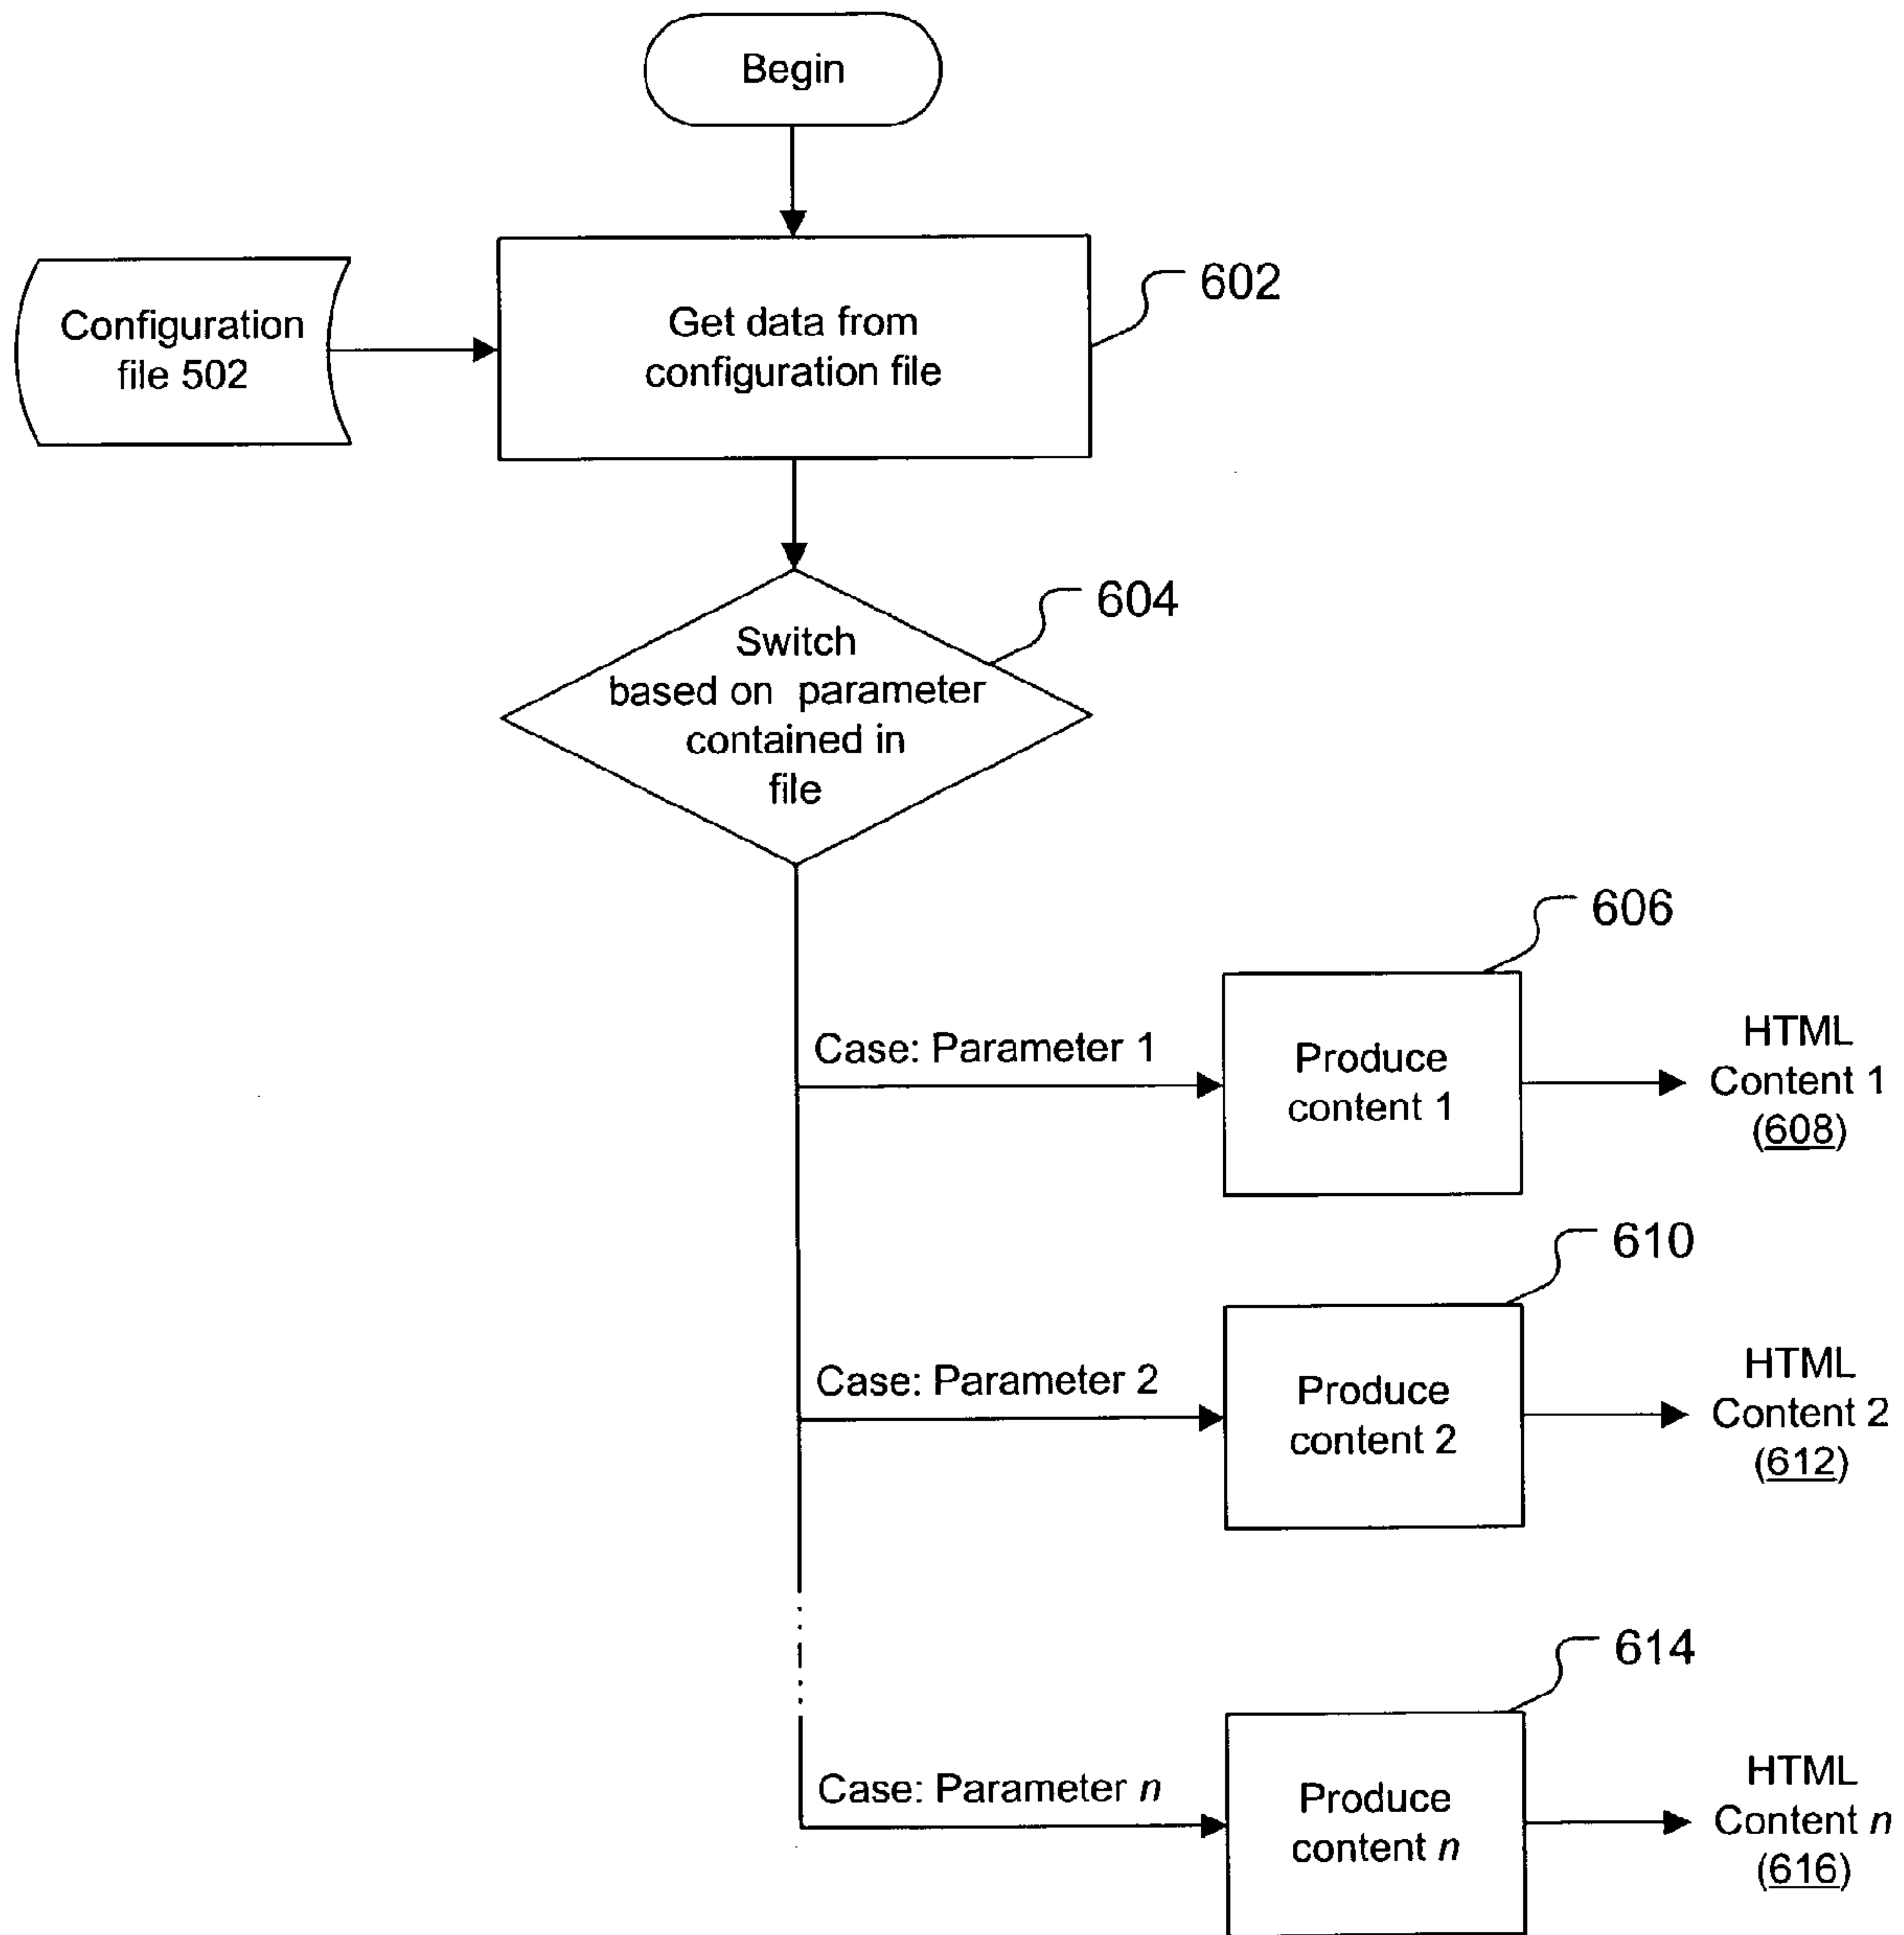 Begin
602
Configuration
file 502
Get data from
configuration file
604
Switch
based on parameter
contained in
file
606
Case: Parameter 1
Produce
content 1
HTML
Content 1
(608)
610
Case: Parameter 2
Produce
content 2
HTML
Content 2
(612)
614
Case: Parameter n
Produce
content n
HTML
Content n
(616)